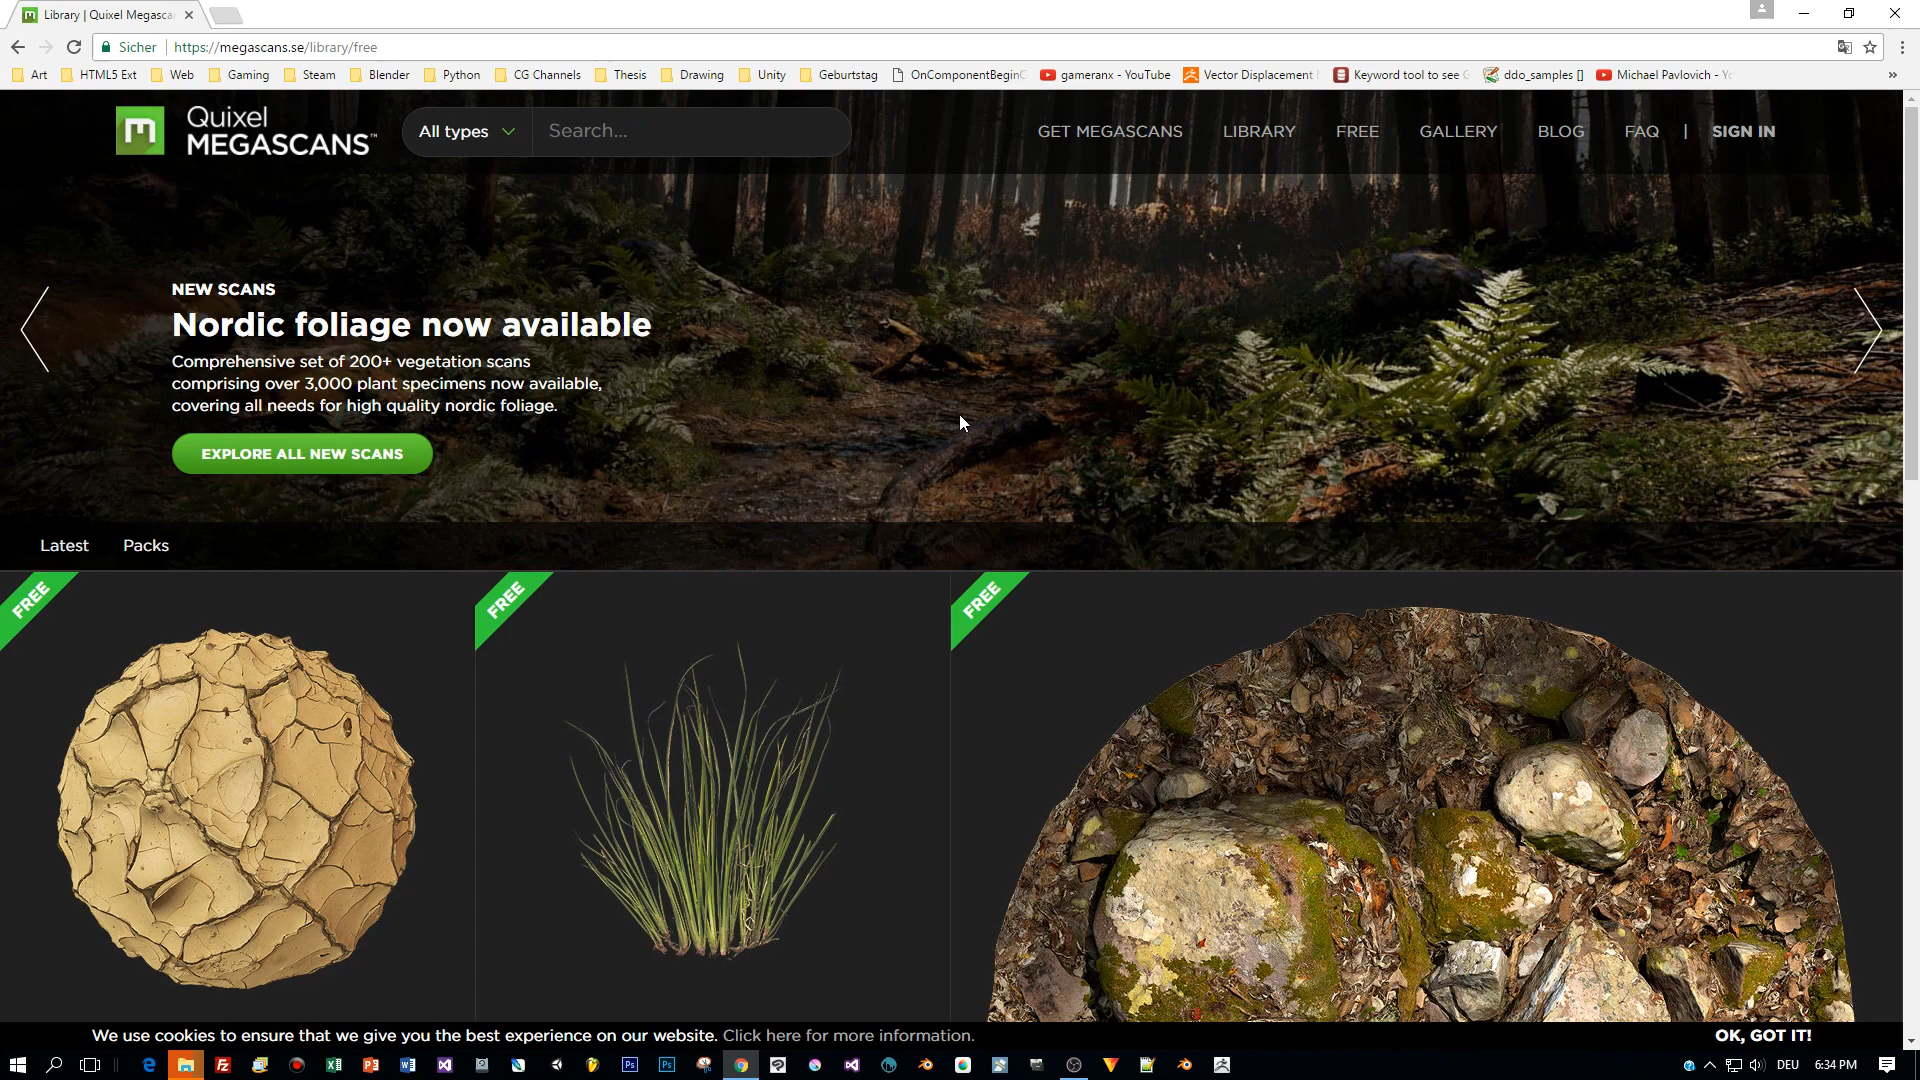 Library | Quixel Megasca
Sicher
https://megascans.se/library/free
Art
HTML5 Ext
Web
Gaming
Steam
Blender
Python
CG Channels
Thesis
Drawing
Unity
Geburtstag
OnComponentBeginC
gameranx - YouTube
Vector Displacement
Keyword tool to see
ddo_samples []
Michael Pavlovich - Yo
Quixel
MEGASCANS™
All types
Search...
GET MEGASCANS
LIBRARY
FREE
GALLERY
BLOG
FAQ
|
SIGN IN
NEW SCANS
Nordic foliage now available
Comprehensive set of 200+ vegetation scans
comprising over 3,000 plant specimens now available,
covering all needs for high quality nordic foliage.
EXPLORE ALL NEW SCANS
Latest
Packs
FREE
FREE
FREE
We use cookies to ensure that we give you the best experience on our website. Click here for more information.
OK, GOT IT!
DEU
6:34 PM